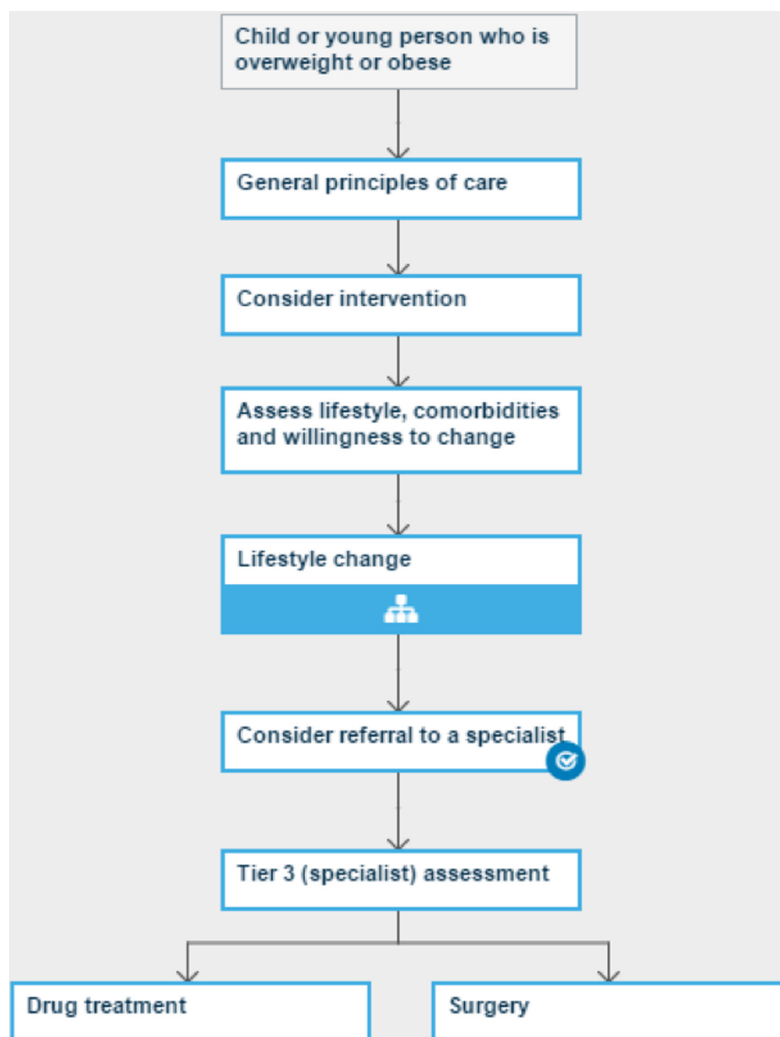 Child or young person who is
overweight or obese
General principles of care
Consider intervention
Assess lifestyle, comorbidities
and willingness to change
Lifestyle change
Consider referral to a specialist
Tier 3 (specialist) assessment
Drug treatment
Surgery